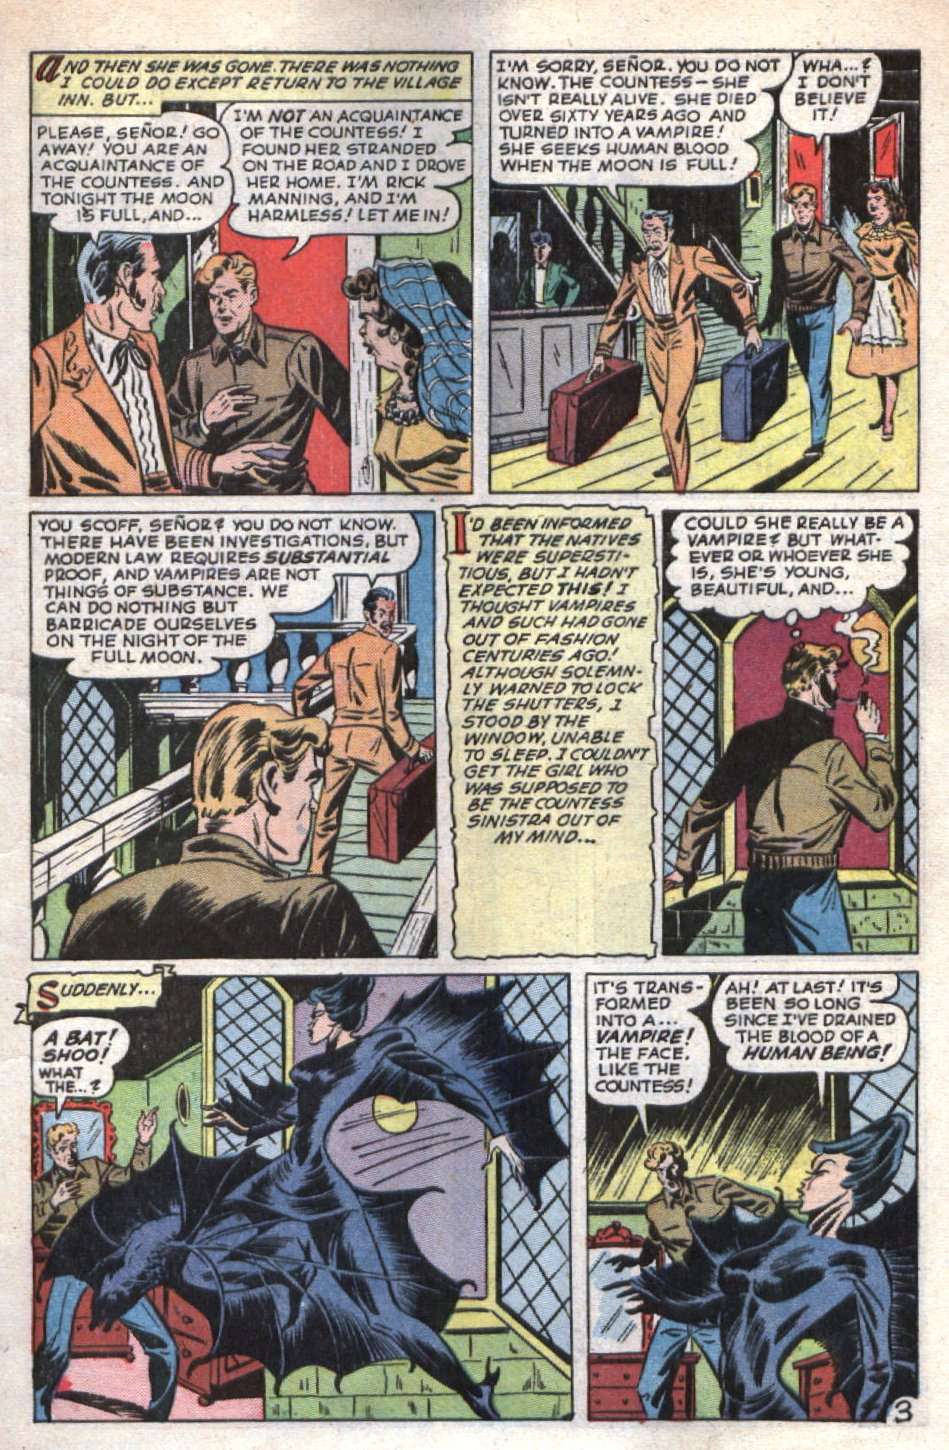 AND THEN SHE WAS GONE. THERE WAS NOTHING
I COULD DO EXCEPT RETURN TO THE VILLAGE
INN. BUT...
PLEASE, SEÑOR! GO
AWAY! YOU ARE AN
ACQUAINTANCE OF
THE COUNTESS. AND
TONIGHT THE MOON
IS FULL, AND...
I'M NOT AN ACQUAINTANCE
OF THE COUNTESS! I
FOUND HER STRANDED
ON THE ROAD AND I DROVE
HER HOME. I'M RICK
MANNING, AND I'M
HARMLESS! LET ME IN!
I'M SORRY, SEÑOR. YOU DO NOT
KNOW. THE COUNTESS - SHE
ISN'T REALLY ALIVE. SHE DIED
OVER SIXTY YEARS AGO AND
TURNED INTO A VAMPIRE!
SHE SEEKS HUMAN BLOOD
WHEN THE MOON IS FULL!
WHA...?
I DON'T
BELIEVE
IT!
YOU SCOFF, SEÑOR? YOU DO NOT KNOW.
THERE HAVE BEEN INVESTIGATIONS, BUT
MODERN LAW REQUIRES SUBSTANTIAL
PROOF, AND VAMPIRES ARE NOT
THINGS OF SUBSTANCE. WE
CAN DO NOTHING BUT
BARRICADE OURSELVES
ON THE NIGHT OF THE
FULL MOON.
I'D BEEN INFORMED
THAT THE NATIVES
WERE SUPERSTI-
TIOUS, BUT I HADN'T
EXPECTED THIS! I
THOUGHT VAMPIRES
AND SUCH HAD GONE
OUT OF FASHION
CENTURIES AGO!
ALTHOUGH SOLEMN-
LY WARNED TO LOCK
THE SHUTTERS, I
STOOD BY THE
WINDOW, UNABLE
TO SLEEP. I COULDN'T
GET THE GIRL WHO
WAS SUPPOSED TO
BE THE COUNTESS
SINISTRA OUT OF
MY MIND...
COULD SHE REALLY BE A
VAMPIRE? BUT WHAT-
EVER OR WHOEVER SHE
IS, SHE'S YOUNG,
BEAUTIFUL, AND...
SUDDENLY...
A BAT!
SHOO!
WHAT
THE...?
IT'S TRANS-
FORMED
INTO A...
VAMPIRE!
THE FACE,
LIKE THE
COUNTESS!
AH! AT LAST! IT'S
BEEN SO LONG
SINCE I'VE DRAINED
THE BLOOD OF A
HUMAN BEING!
3